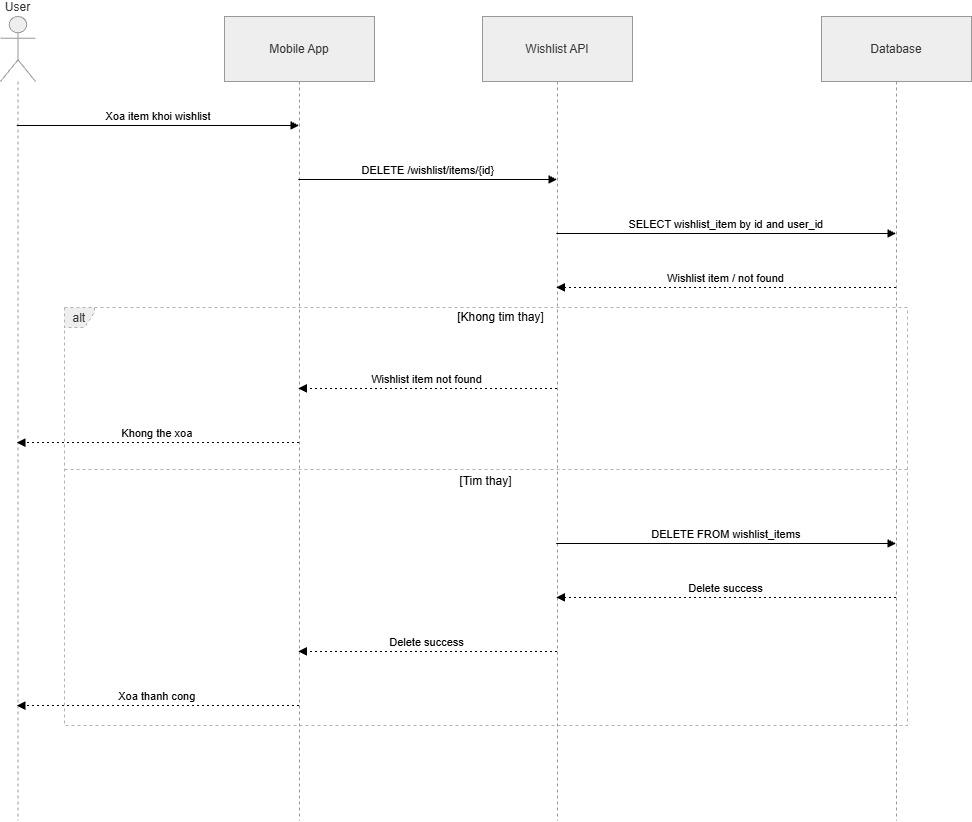 User
Mobile App
Wishlist API
Database
Xoa item khoi wishlist
DELETE /wishlist/items/{id}
SELECT wishlist_item by id and user_id
Wishlist item / not found
alt
[Khong tim thay]
Wishlist item not found
Khong the xoa
[Tim thay]
DELETE FROM wishlist_items
Delete success
Delete success
Xoa thanh cong